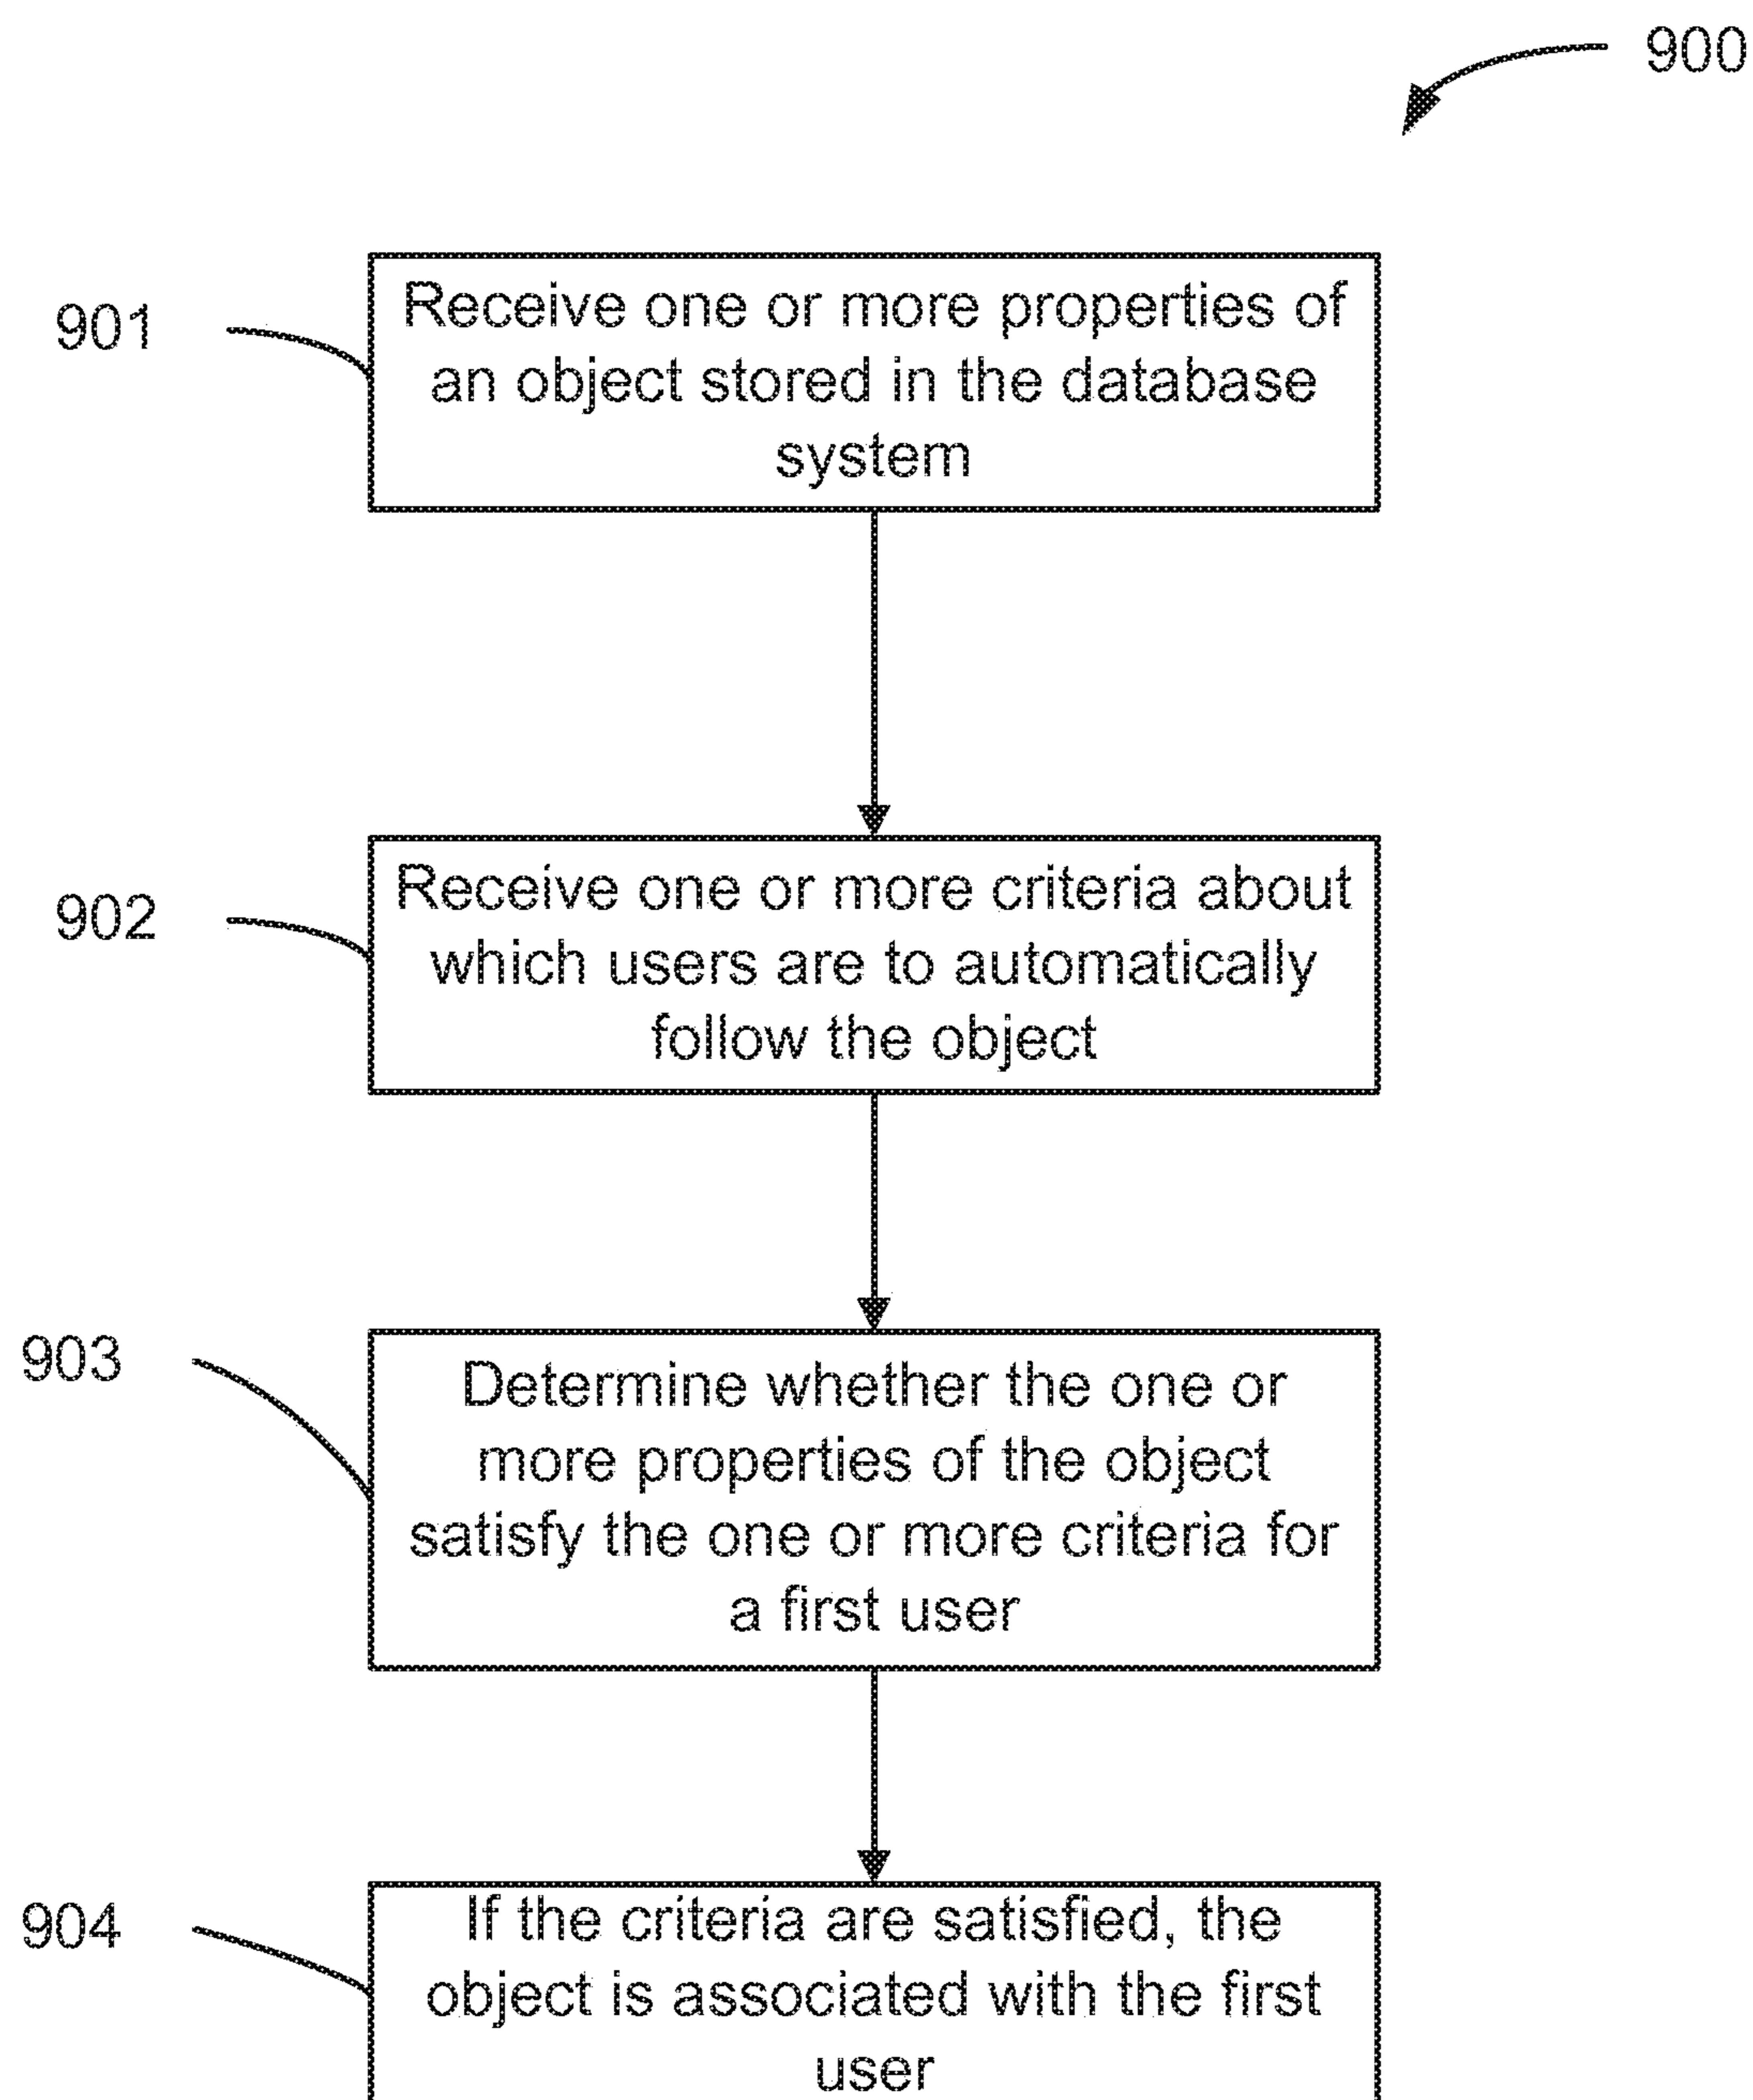 900
901
Receive one or more properties of
an object stored in the database
system
902
Receive one or more criteria about
which users are to automatically
follow the object
903
Determine whether the one or
more properties of the object
satisfy the one or more criteria for
a first user
904
If the criteria are satisfied, the
object is associated with the first
user